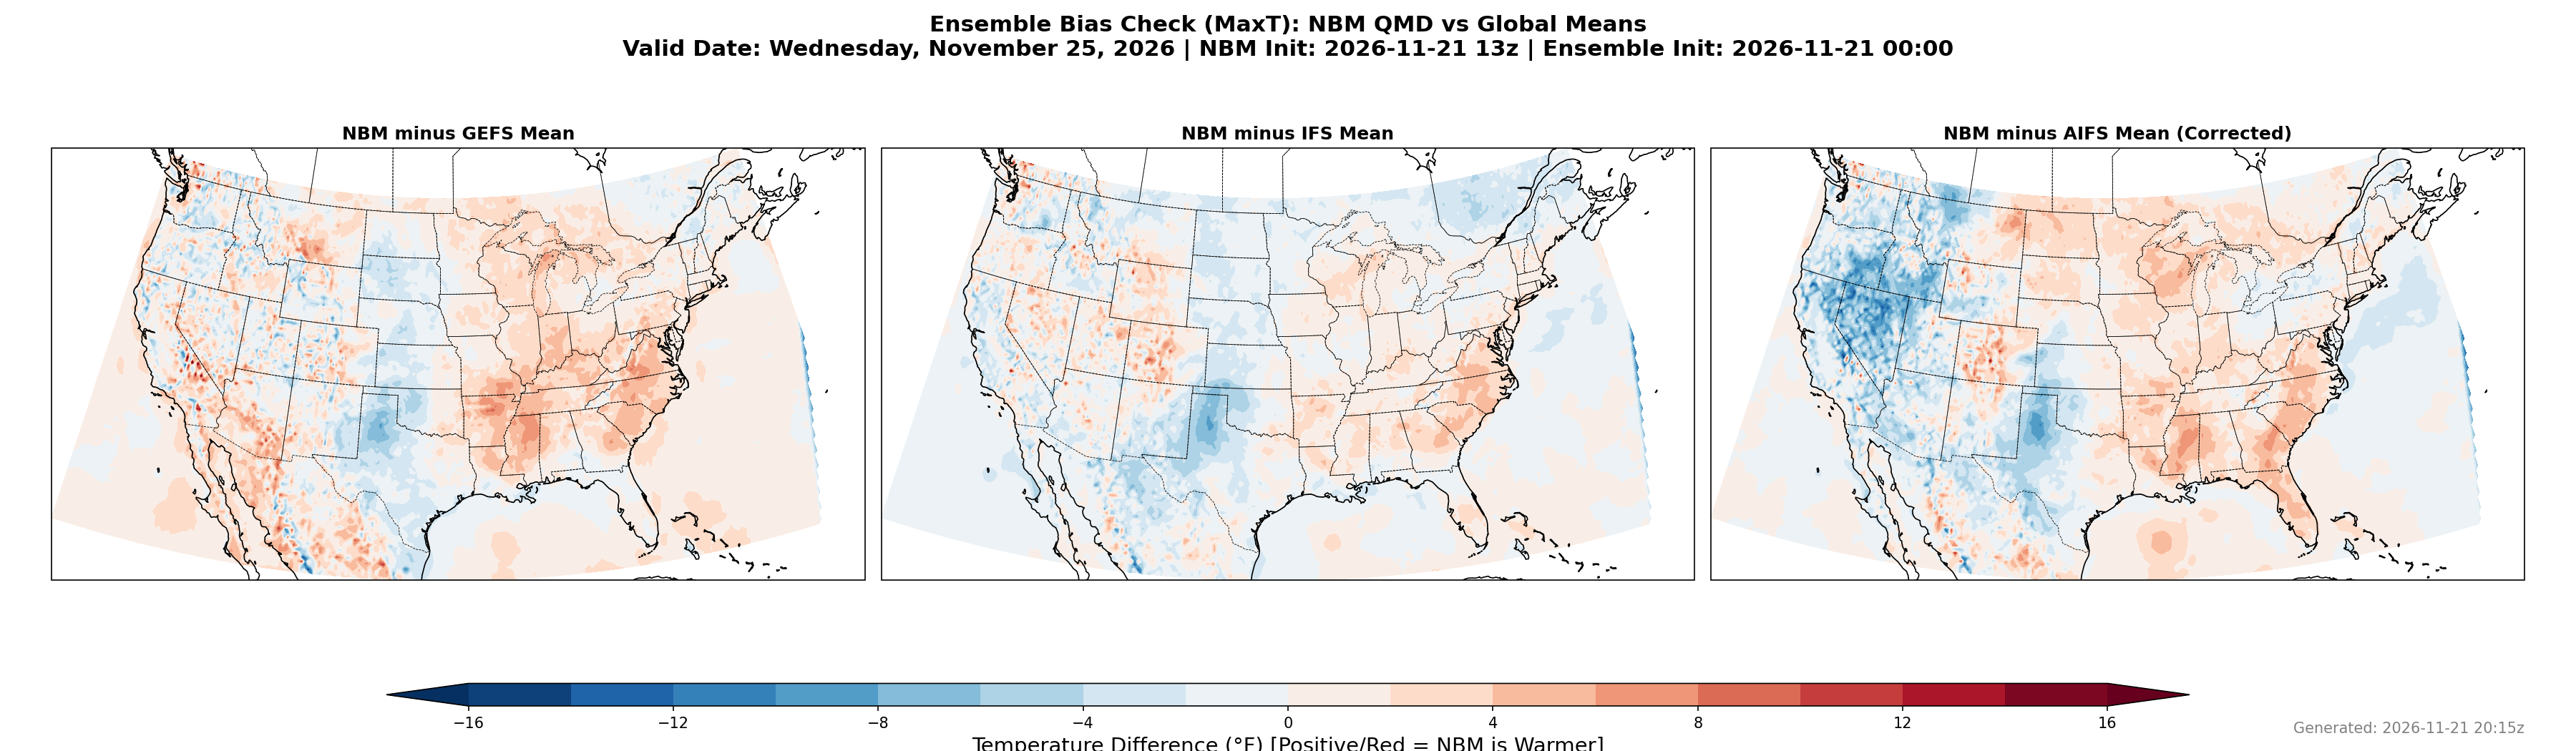 Ensemble Bias Check (MaxT): NBM QMD vs Global Means
Valid Date: Wednesday, November 25, 2026 | NBM Init: 2026-11-21 13z | Ensemble Init: 2026-11-21 00:00
NBM minus GEFS Mean
NBM minus IFS Mean
NBM minus AIFS Mean (Corrected)
−16 −12 −8 −4 0 4 8 12 16
Temperature Difference (°F) [Positive/Red = NBM is Warmer]
Generated: 2026-11-21 20:15z